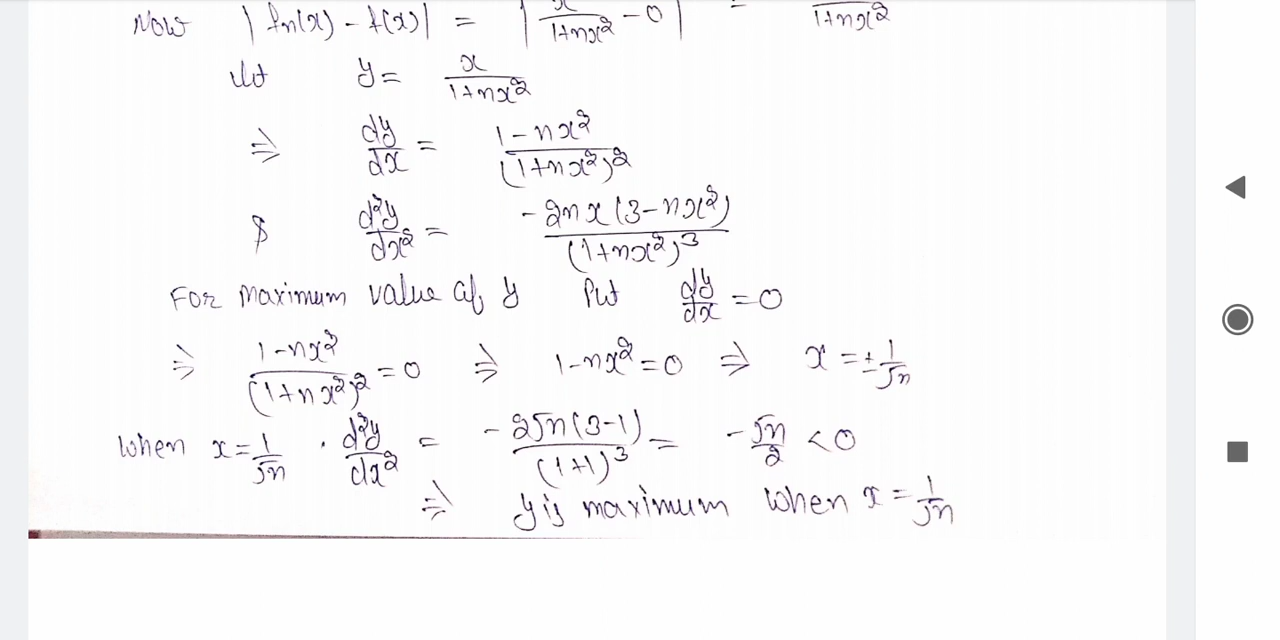 Now |fn(x) - f(x)| = |x/(1+nx²) - 0| = /(1+nx²)
Let y = x/(1+nx²)
⇒ dy/dx = (1-nx²)/(1+nx²)²
& d²y/dx² = -2nx(3-nx²)/(1+nx²)³
For maximum value of y Put dy/dx = 0
⇒ (1-nx²)/(1+nx²)² = 0 ⇒ 1-nx² = 0 ⇒ x = ± 1/√n
When x = 1/√n . d²y/dx² = -2√n(3-1)/(1+1)³ = -√n/2 < 0
⇒ y is maximum when x = 1/√n